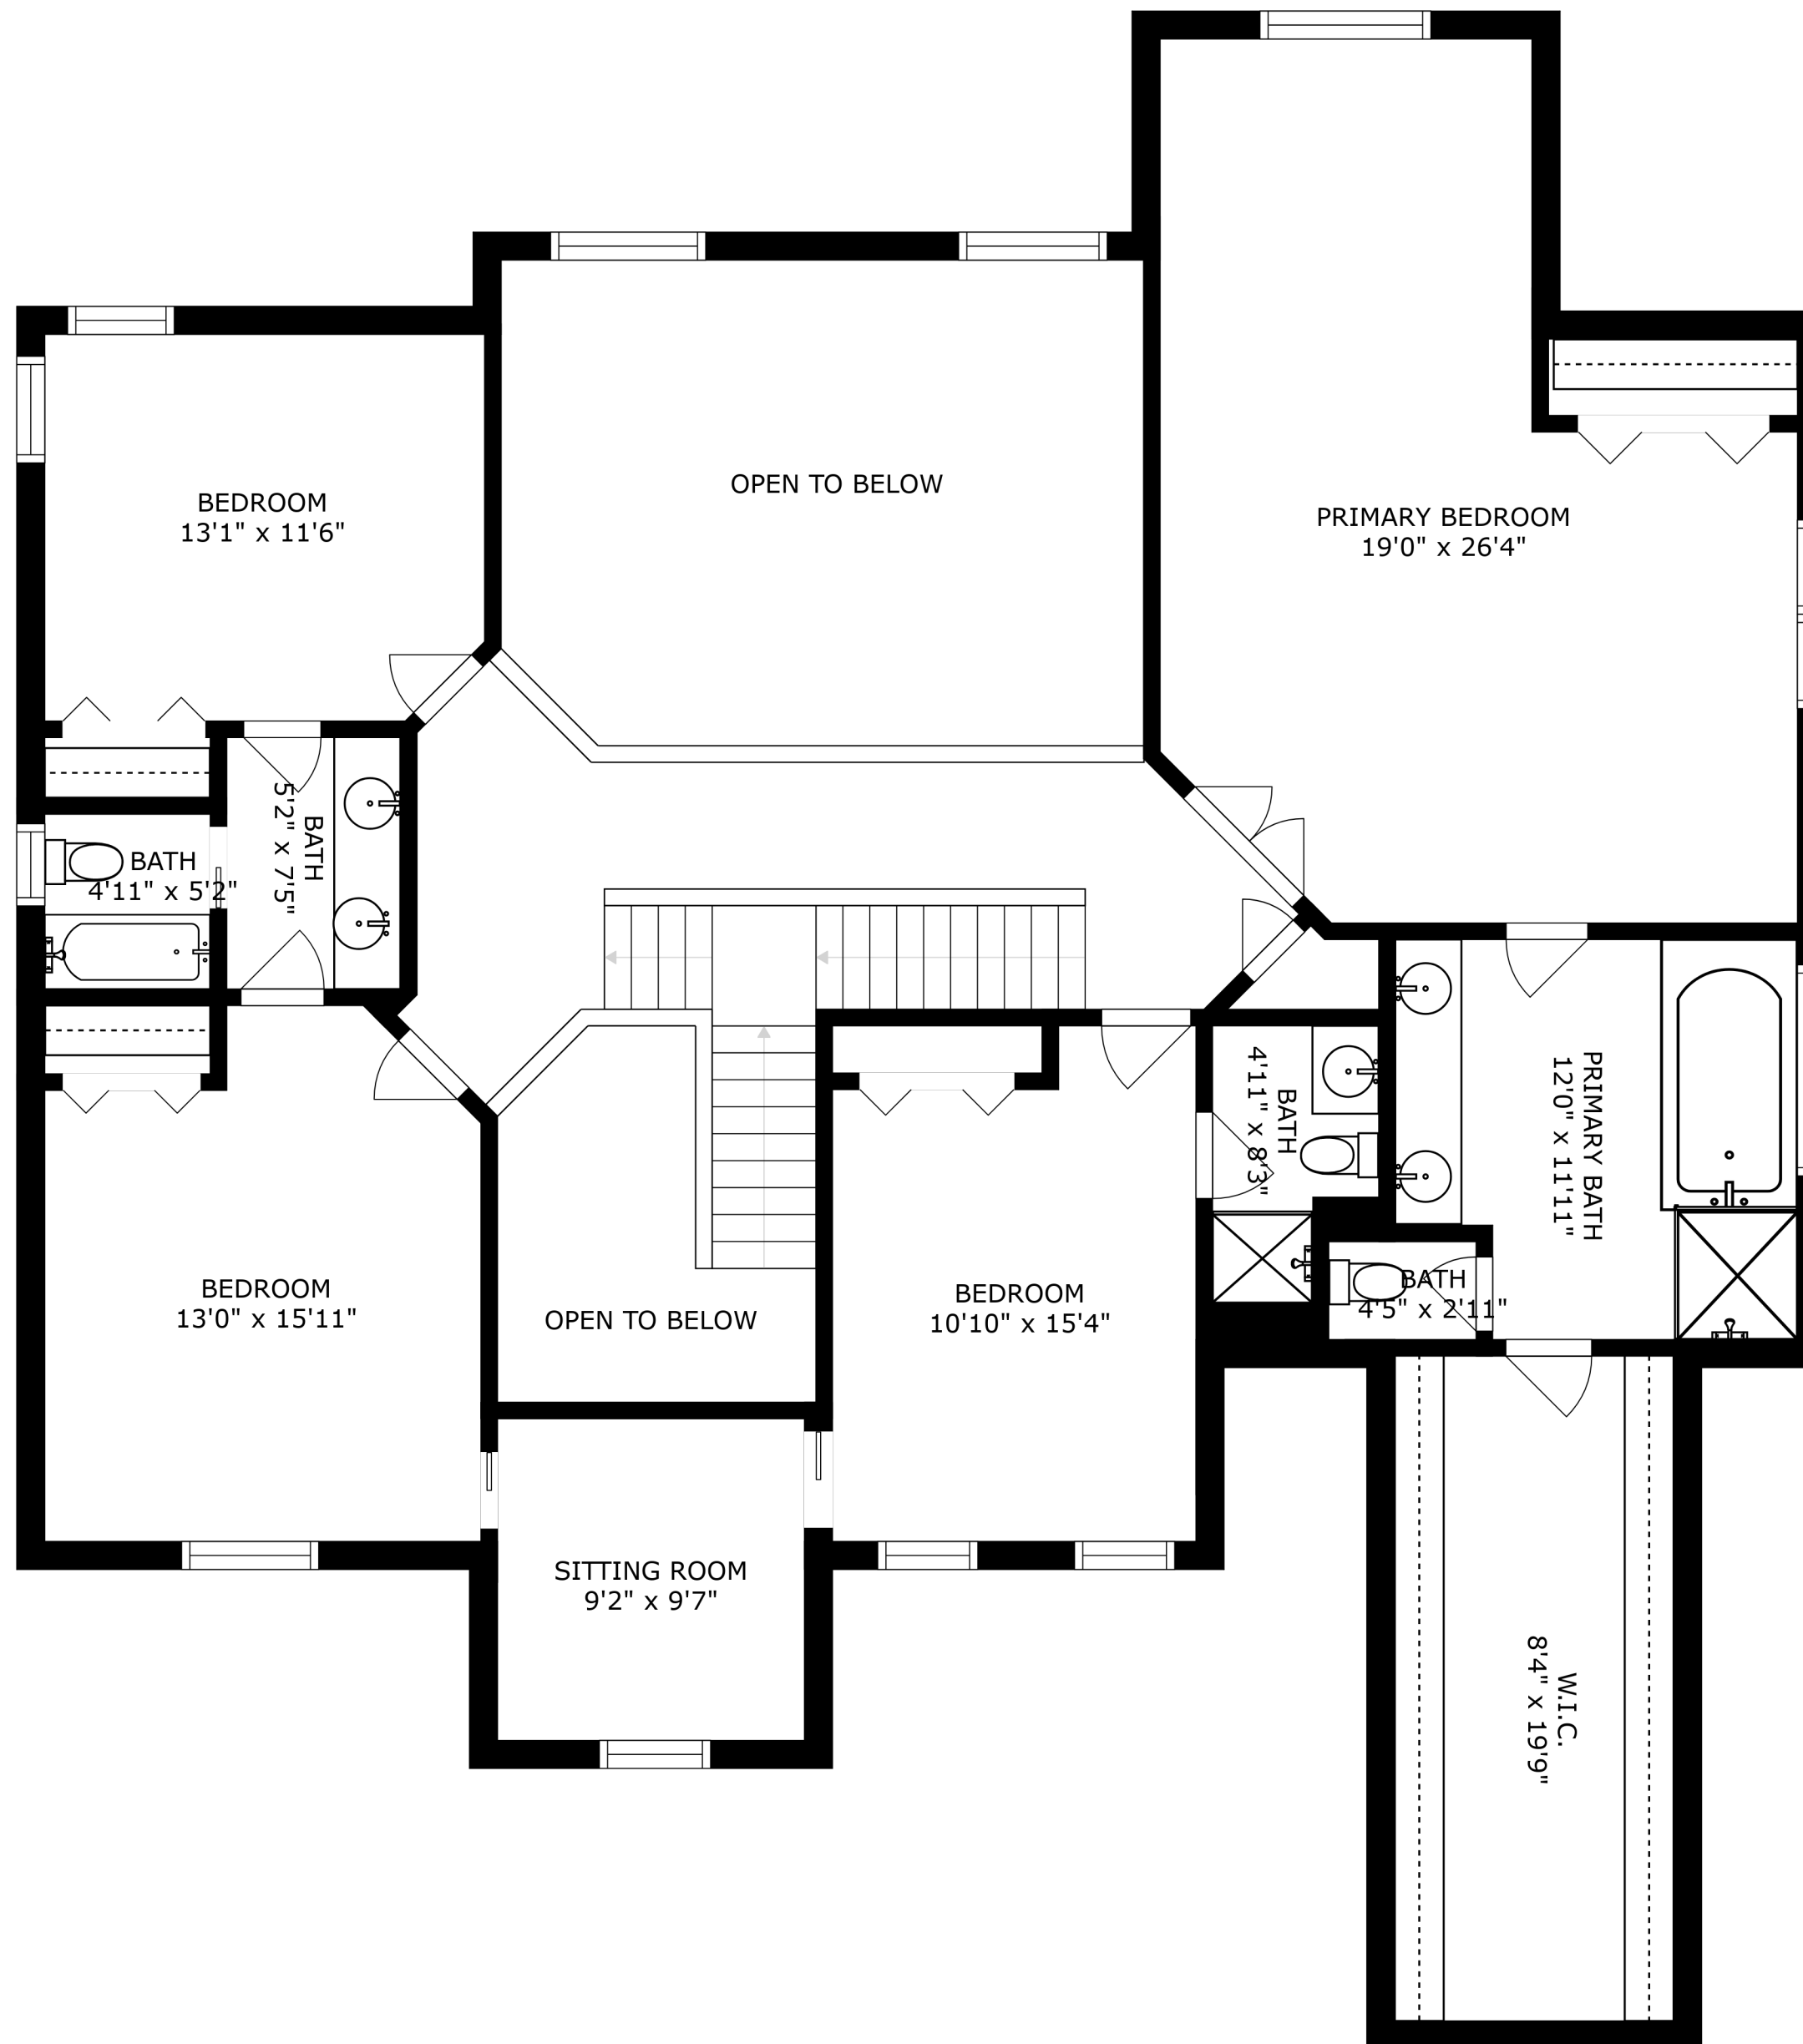 OPEN TO BELOW
BEDROOM
13'1" x 11'6"
PRIMARY BEDROOM
19'0" x 26'4"
BATH
5'2" x 7'5"
BATH
4'11" x 5'2"
BATH
4'11" x 8'3"
PRIMARY BATH
12'0" x 11'11"
BATH
4'5" x 2'11"
BEDROOM
13'0" x 15'11"
OPEN TO BELOW
BEDROOM
10'10" x 15'4"
SITTING ROOM
9'2" x 9'7"
W.I.C.
8'4" x 19'9"